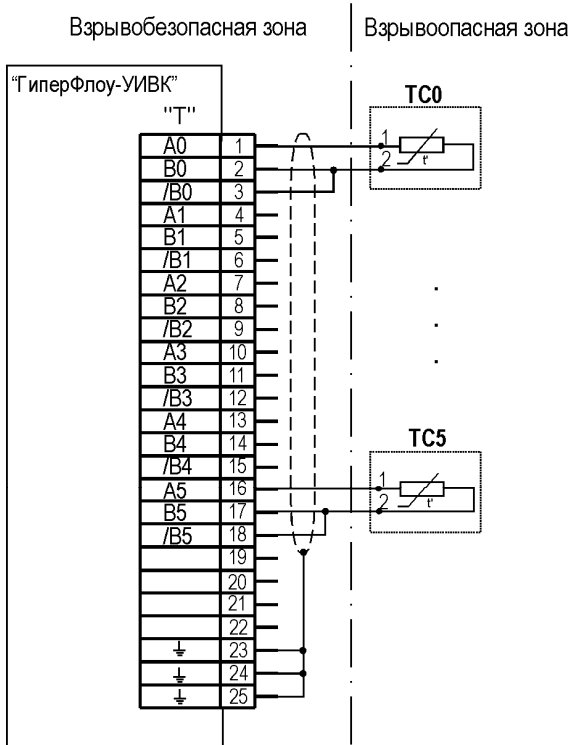 Взрывобезопасная зона
Взрывоопасная зона
“ГиперФлоу-УИВК”
"Т"
A0 1
B0 2
/B0 3
A1 4
B1 5
/B1 6
A2 7
B2 8
/B2 9
A3 10
B3 11
/B3 12
A4 13
B4 14
/B4 15
A5 16
B5 17
/B5 18
19
20
21
22
23
24
25
ТС0
1
2
t'
ТС5
1
2
t'